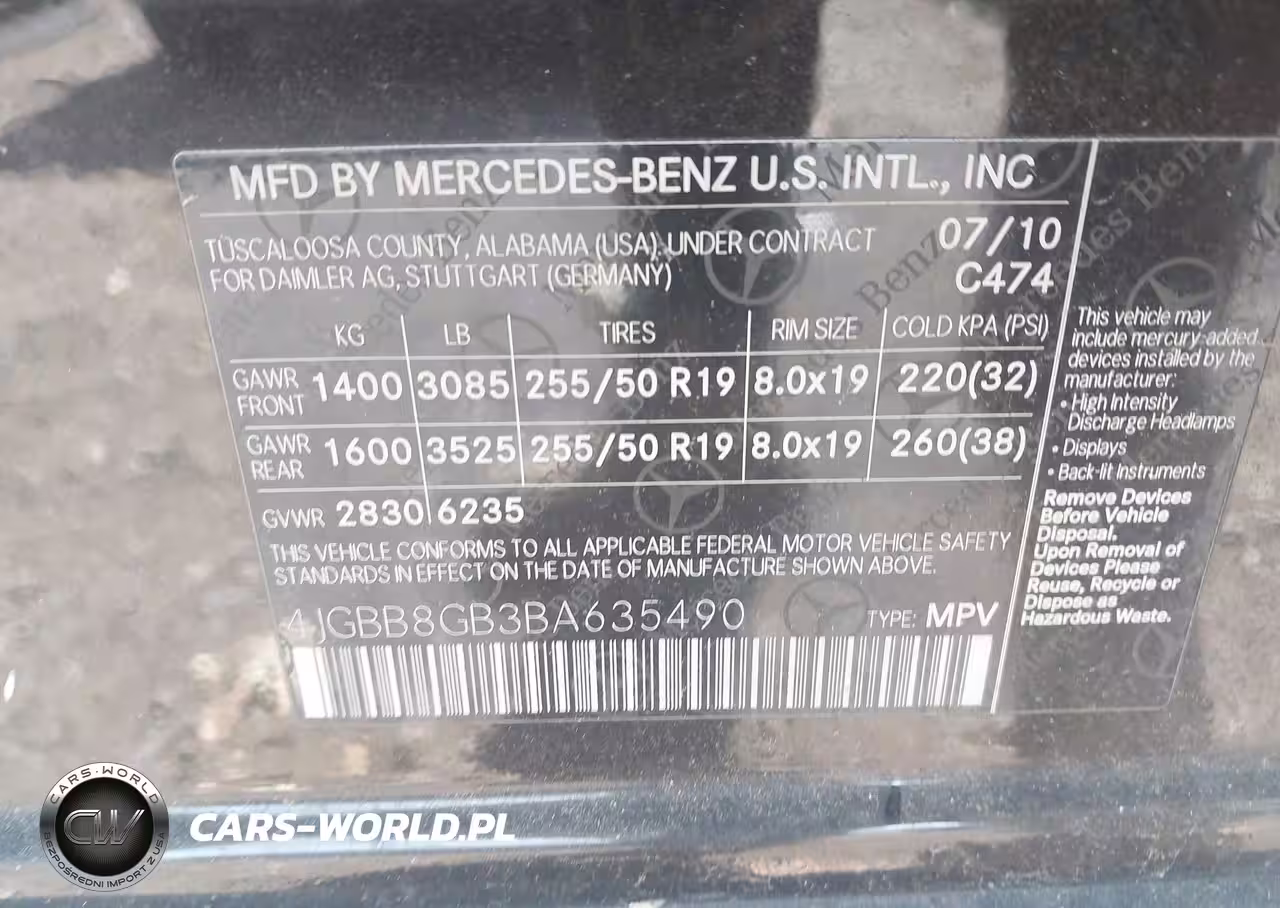 MFD BY MERCEDES-BENZ U.S. INTL., INC
TUSCALOOSA COUNTY, ALABAMA (USA), UNDER CONTRACT 07/10
FOR DAIMLER AG, STUTTGART (GERMANY) C474
KG LB TIRES RIM SIZE COLD KPA (PSI)
GAWR FRONT 1400 3085 255/50 R19 8.0x19 220(32)
GAWR REAR 1600 3525 255/50 R19 8.0x19 260(38)
GVWR 2830 6235
THIS VEHICLE CONFORMS TO ALL APPLICABLE FEDERAL MOTOR VEHICLE SAFETY
STANDARDS IN EFFECT ON THE DATE OF MANUFACTURE SHOWN ABOVE.
4JGBB8GB3BA635490 TYPE: MPV
This vehicle may
include mercury-added
devices installed by the
manufacturer:
• High Intensity
Discharge Headlamps
• Displays
• Back-lit Instruments
Remove Devices
Before Vehicle
Disposal.
Upon Removal of
Devices Please
Reuse, Recycle or
Dispose as
Hazardous Waste.
CARS-WORLD
CW
BEZPOŚREDNI IMPORT Z USA
CARS-WORLD.PL